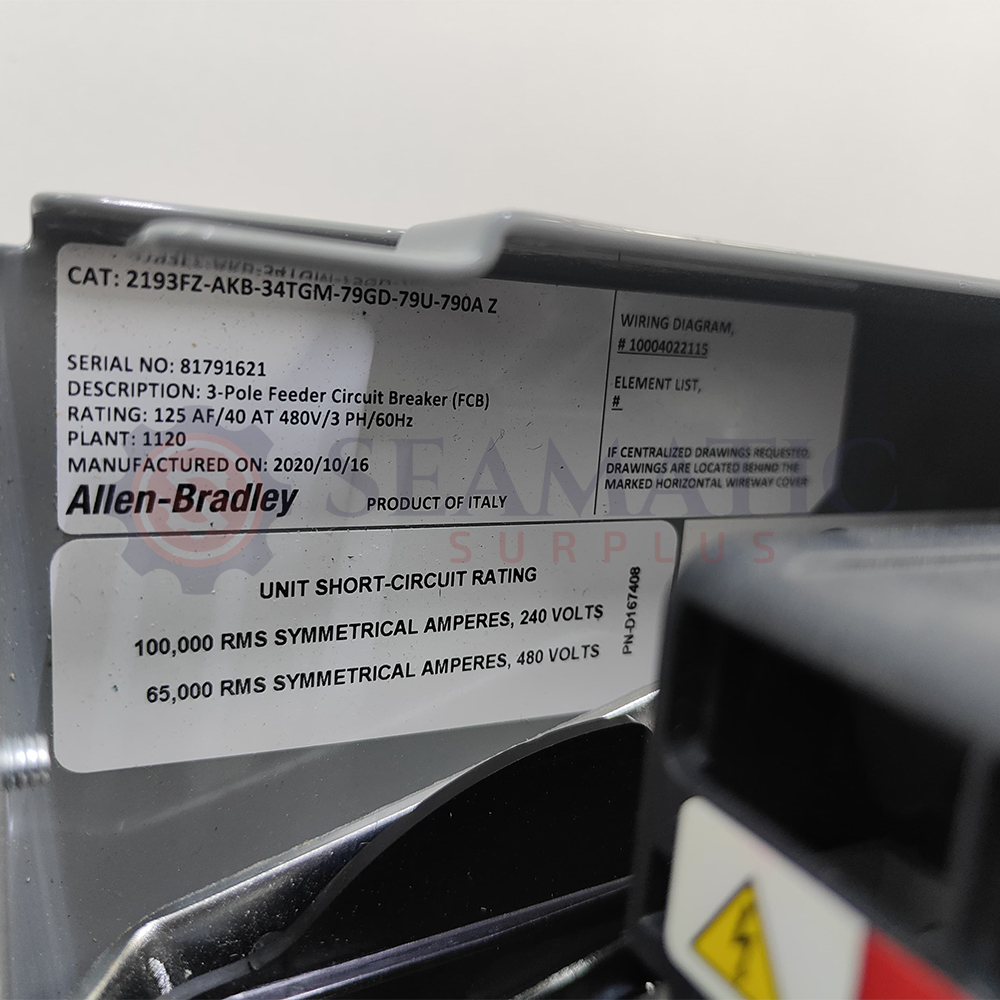 CAT: 2193FZ-AKB-34TGM-79GD-79U-790A Z
SERIAL NO: 81791621
DESCRIPTION: 3-Pole Feeder Circuit Breaker (FCB)
RATING: 125 AF/40 AT 480V/3 PH/60Hz
PLANT: 1120
MANUFACTURED ON: 2020/10/16
Allen-Bradley PRODUCT OF ITALY
WIRING DIAGRAM,
# 10004022115
ELEMENT LIST,
#
IF CENTRALIZED DRAWINGS REQUESTED,
DRAWINGS ARE LOCATED BEHIND THE
MARKED HORIZONTAL WIREWAY COVER
SEAMATIC
SURPLUS
UNIT SHORT-CIRCUIT RATING
100,000 RMS SYMMETRICAL AMPERES, 240 VOLTS
65,000 RMS SYMMETRICAL AMPERES, 480 VOLTS
PN-D167408